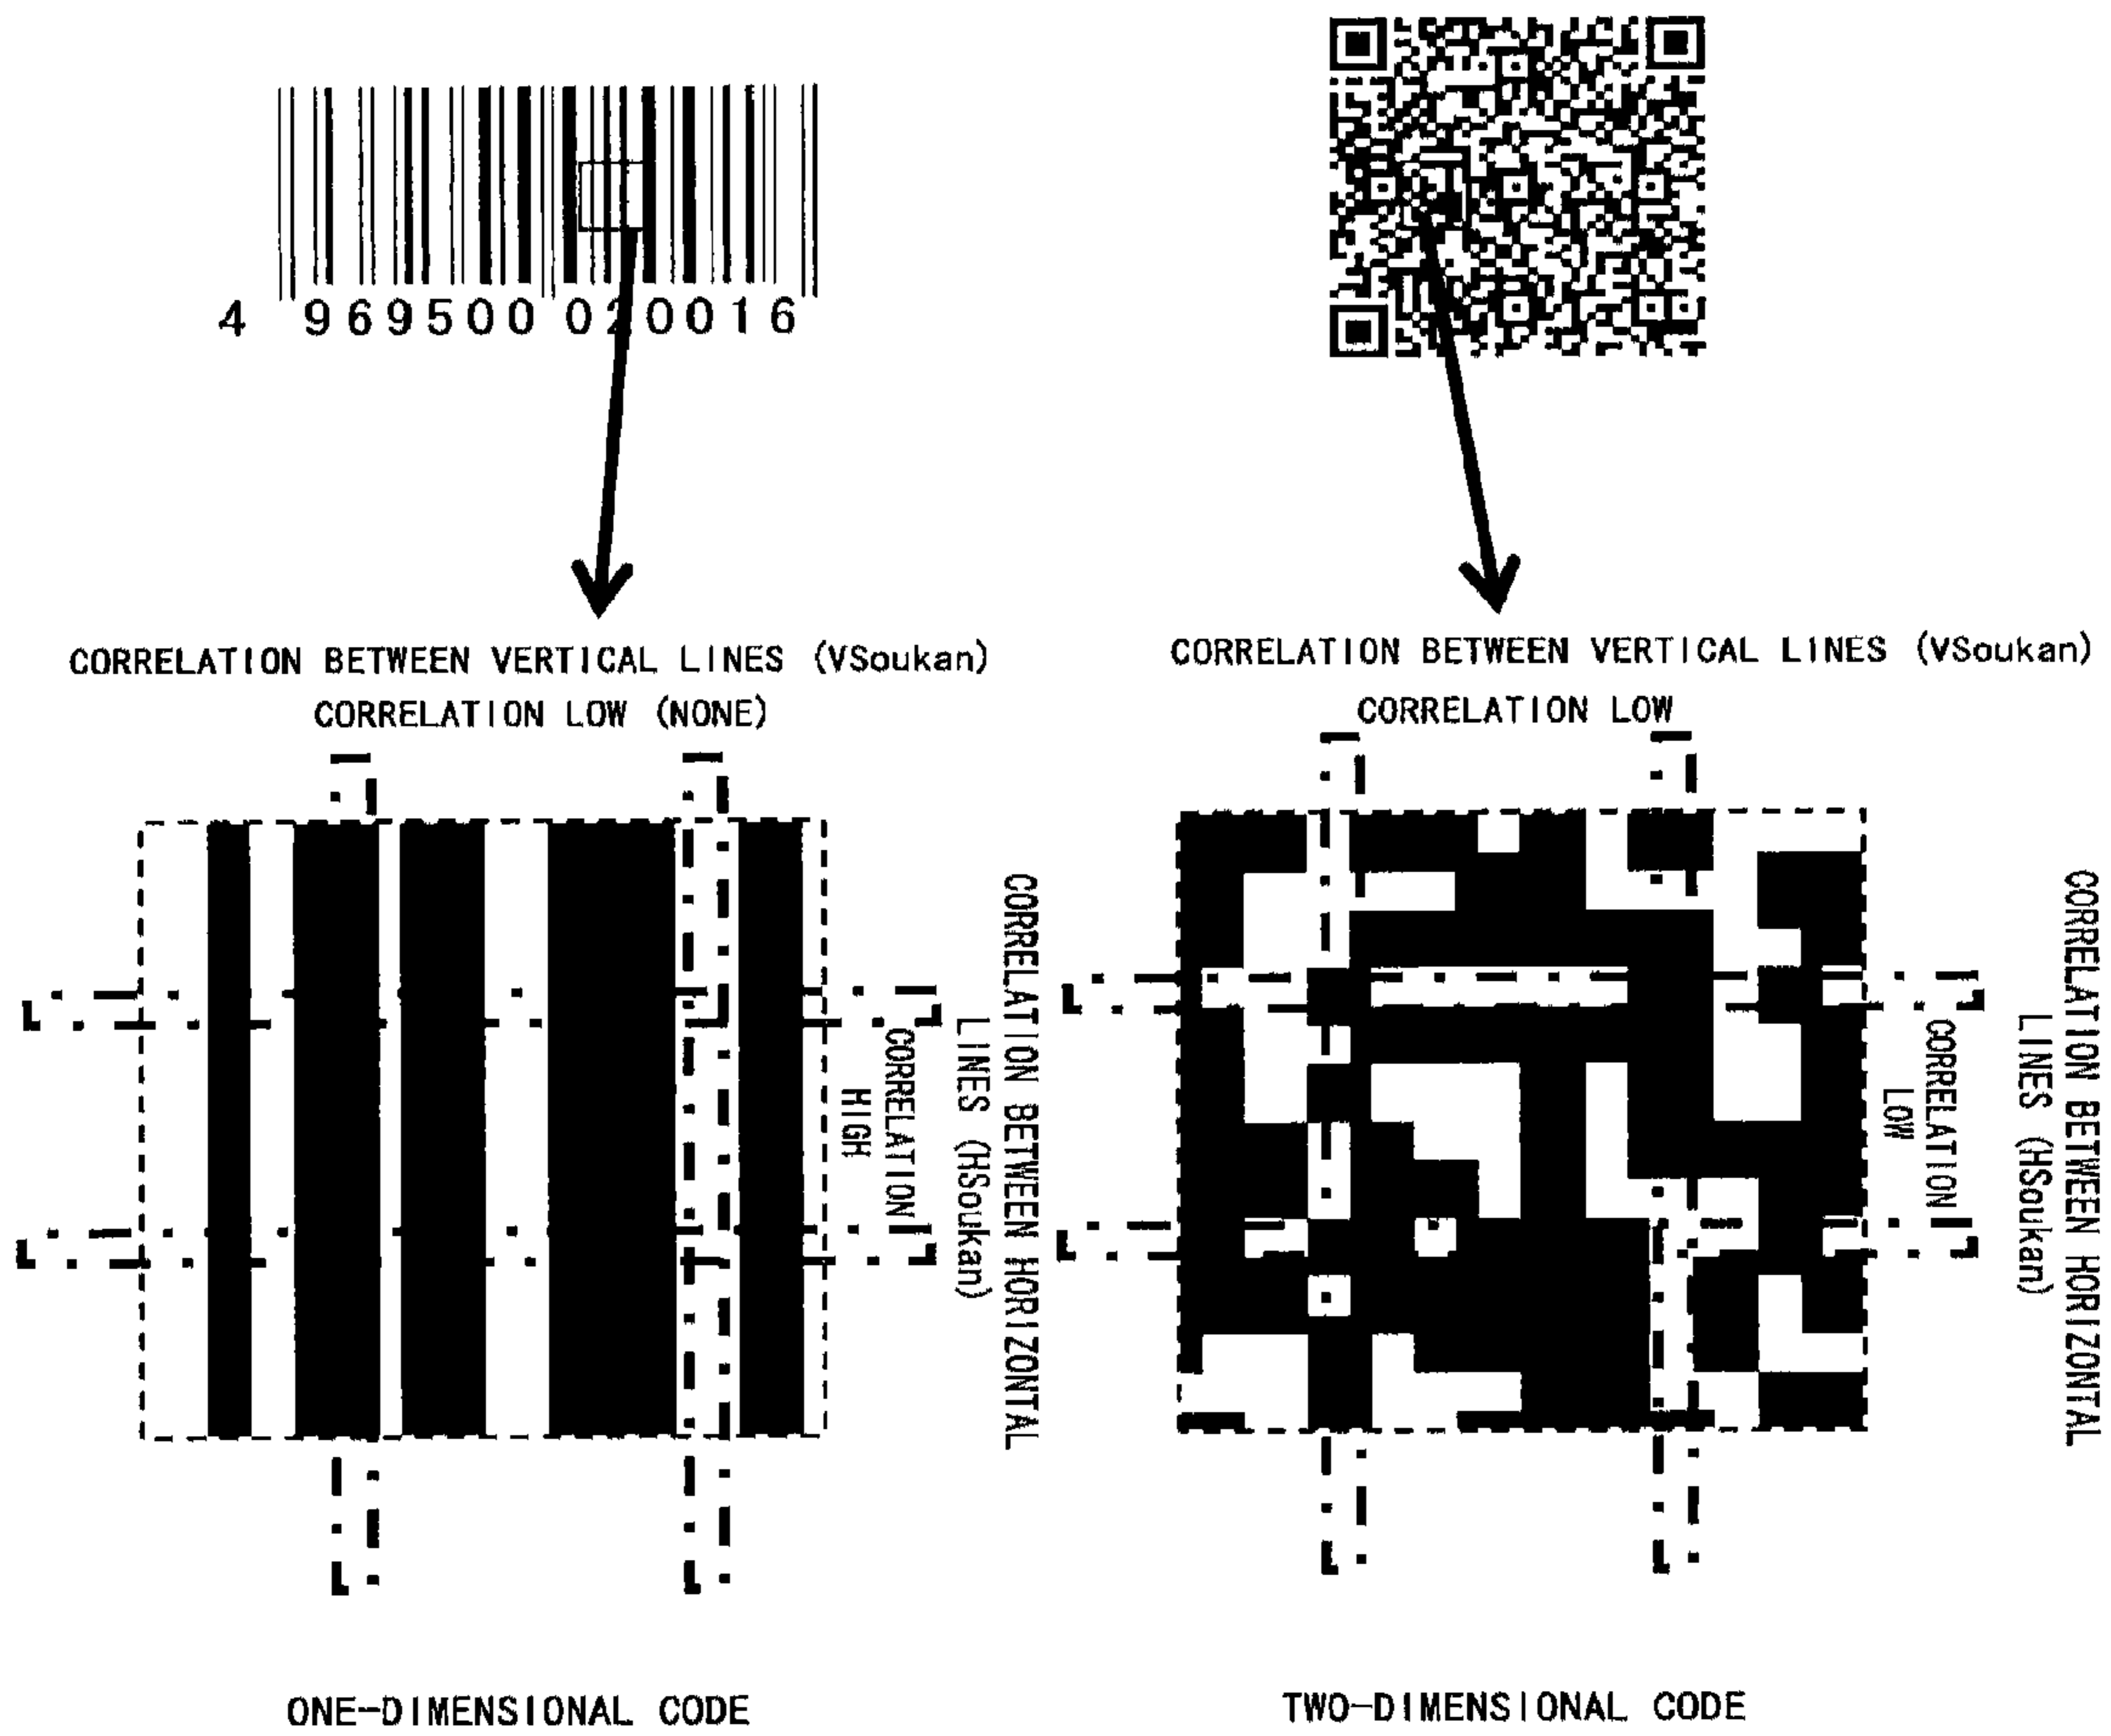 4 969500 020016
CORRELATION BETWEEN VERTICAL LINES (VSoukan)
CORRELATION LOW (NONE)
CORRELATION BETWEEN HORIZONTAL
LINES (HSoukan)
CORRELATION
HIGH
ONE-DIMENSIONAL CODE
CORRELATION BETWEEN VERTICAL LINES (VSoukan)
CORRELATION LOW
CORRELATION BETWEEN HORIZONTAL
LINES (HSoukan)
CORRELATION
LOW
TWO-DIMENSIONAL CODE